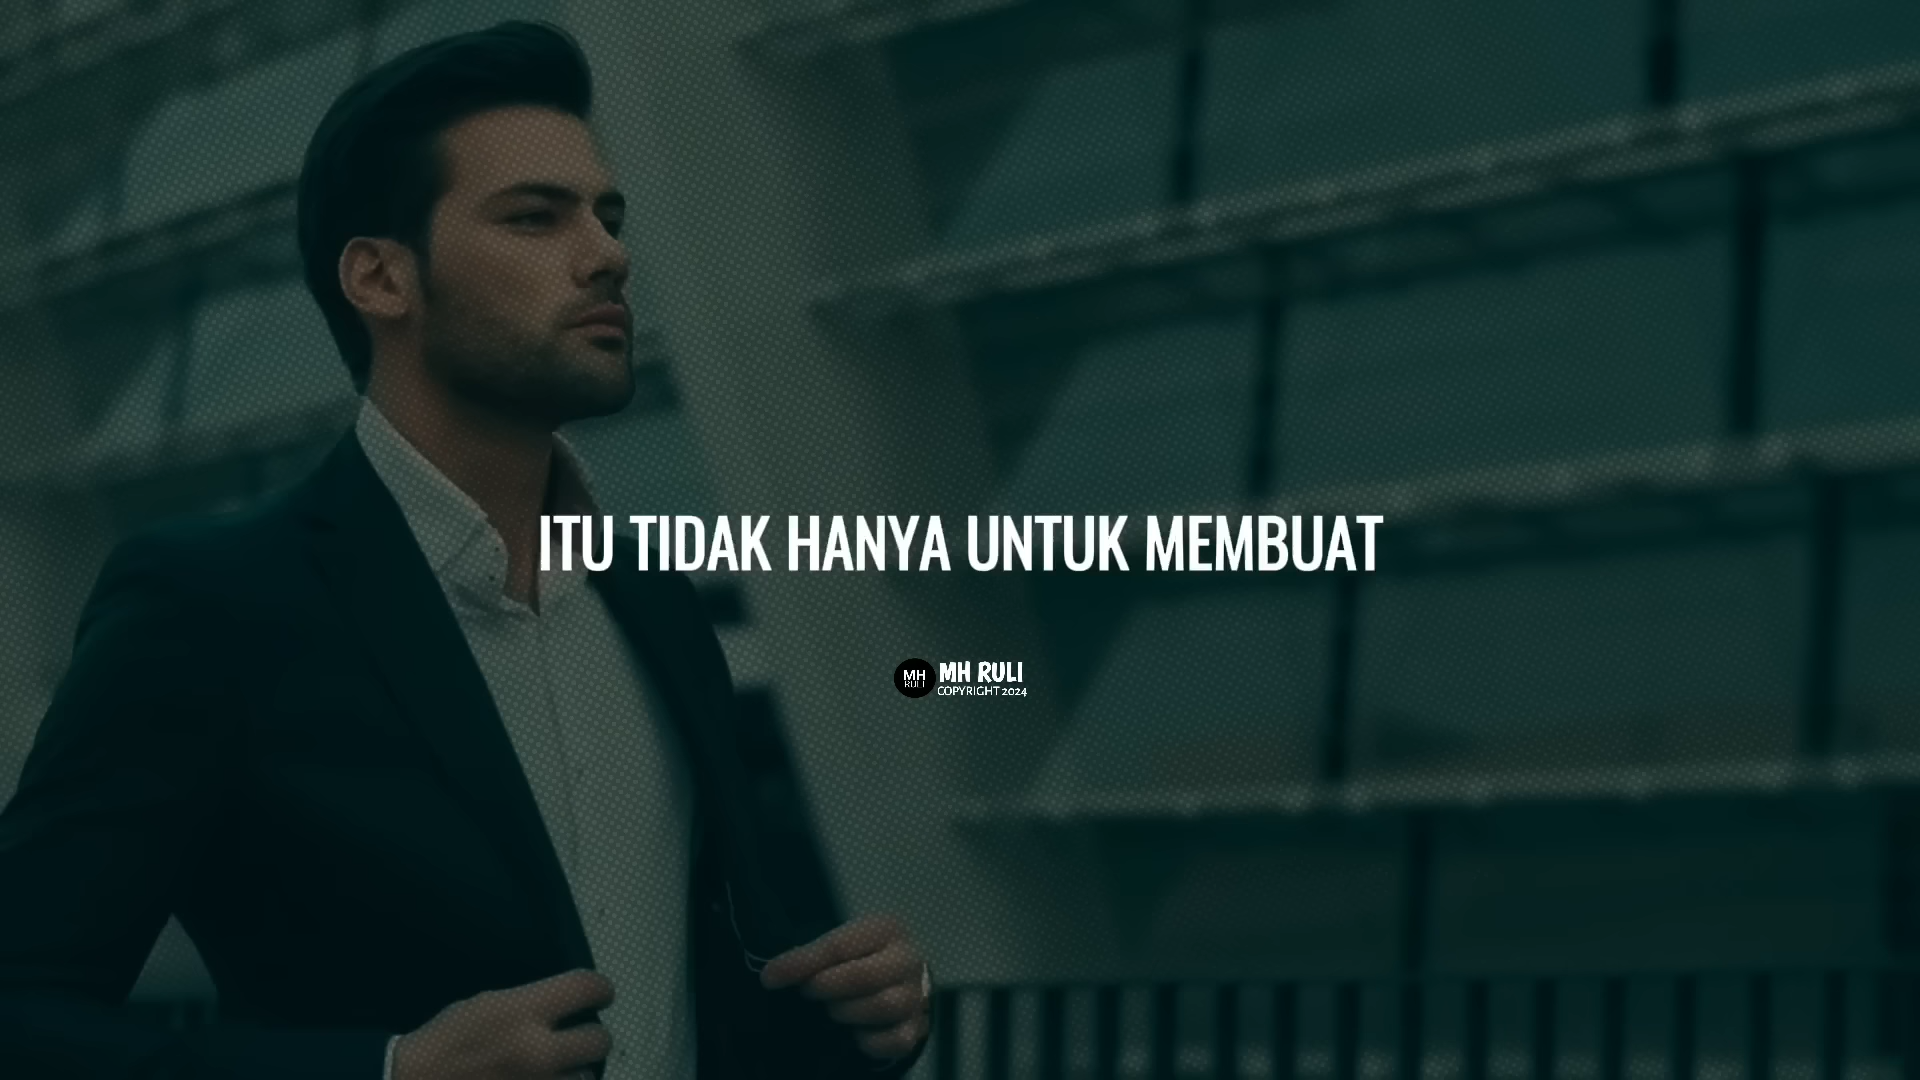 ITU TIDAK HANYA UNTUK MEMBUAT
MH
RULI
MH RULI
COPYRIGHT 2024